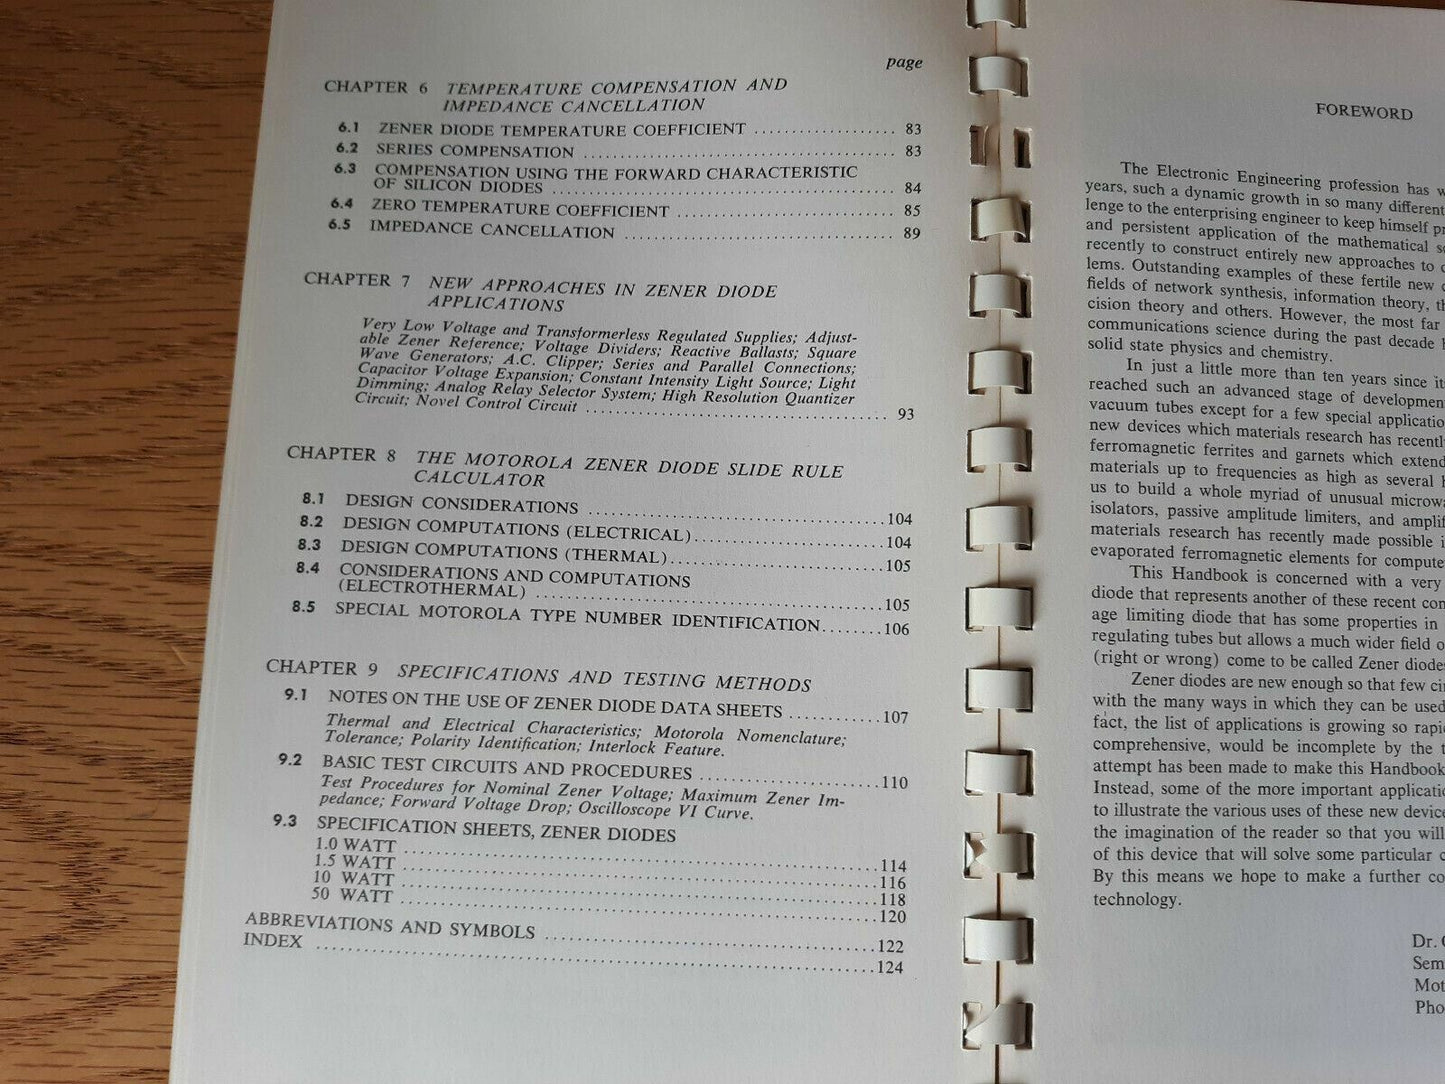 page
CHAPTER 6 TEMPERATURE COMPENSATION AND
IMPEDANCE CANCELLATION
6.1 ZENER DIODE TEMPERATURE COEFFICIENT ................... 83
6.2 SERIES COMPENSATION .......................................... 83
6.3 COMPENSATION USING THE FORWARD CHARACTERISTIC
OF SILICON DIODES .............................................. 84
6.4 ZERO TEMPERATURE COEFFICIENT ............................. 85
6.5 IMPEDANCE CANCELLATION .................................... 89
CHAPTER 7 NEW APPROACHES IN ZENER DIODE
APPLICATIONS
Very Low Voltage and Transformerless Regulated Supplies; Adjust-
able Zener Reference; Voltage Dividers; Reactive Ballasts; Square
Wave Generators; A.C. Clipper; Series and Parallel Connections;
Capacitor Voltage Expansion; Constant Intensity Light Source; Light
Dimming; Analog Relay Selector System; High Resolution Quantizer
Circuit; Novel Control Circuit ........................................ 93
CHAPTER 8 THE MOTOROLA ZENER DIODE SLIDE RULE
CALCULATOR
8.1 DESIGN CONSIDERATIONS ........................................ 104
8.2 DESIGN COMPUTATIONS (ELECTRICAL) .......................... 104
8.3 DESIGN COMPUTATIONS (THERMAL) ............................. 105
8.4 CONSIDERATIONS AND COMPUTATIONS
(ELECTROTHERMAL) ............................................... 105
8.5 SPECIAL MOTOROLA TYPE NUMBER IDENTIFICATION ........ 106
CHAPTER 9 SPECIFICATIONS AND TESTING METHODS
9.1 NOTES ON THE USE OF ZENER DIODE DATA SHEETS ............ 107
Thermal and Electrical Characteristics; Motorola Nomenclature;
Tolerance; Polarity Identification; Interlock Feature.
9.2 BASIC TEST CIRCUITS AND PROCEDURES ........................ 110
Test Procedures for Nominal Zener Voltage; Maximum Zener Im-
pedance; Forward Voltage Drop; Oscilloscope VI Curve.
9.3 SPECIFICATION SHEETS, ZENER DIODES
1.0 WATT ............................................................... 114
1.5 WATT ............................................................... 116
10 WATT ............................................................... 118
50 WATT ............................................................... 120
ABBREVIATIONS AND SYMBOLS ............................................ 122
INDEX ........................................................................ 124
FOREWORD
The Electronic Engineering profession has
years, such a dynamic growth in so many different
lenge to the enterprising engineer to keep himself
and persistent application of the mathematical
recently to construct entirely new approaches to
lems. Outstanding examples of these fertile new
fields of network synthesis, information theory,
cision theory and others. However, the most far
communications science during the past decade
solid state physics and chemistry.
In just a little more than ten years since
reached such an advanced stage of
vacuum tubes except for a few special
new devices which materials research has
ferromagnetic ferrites and garnets which extend
materials up to frequencies as high as several
us to build a whole myriad of unusual
isolators, passive amplitude limiters, and
materials research has recently made possible
evaporated ferromagnetic elements for
This Handbook is concerned with a very
diode that represents another of these recent
age limiting diode that has some properties in
regulating tubes but allows a much wider field
(right or wrong) come to be called Zener
Zener diodes are new enough so that few
with the many ways in which they can be used
fact, the list of applications is growing so
comprehensive, would be incomplete by the
attempt has been made to make this Handbook
Instead, some of the more important
to illustrate the various uses of these new
the imagination of the reader so that you will
of this device that will solve some particular
By this means we hope to make a further
technology.
Dr.
Sem
Mot
Pho